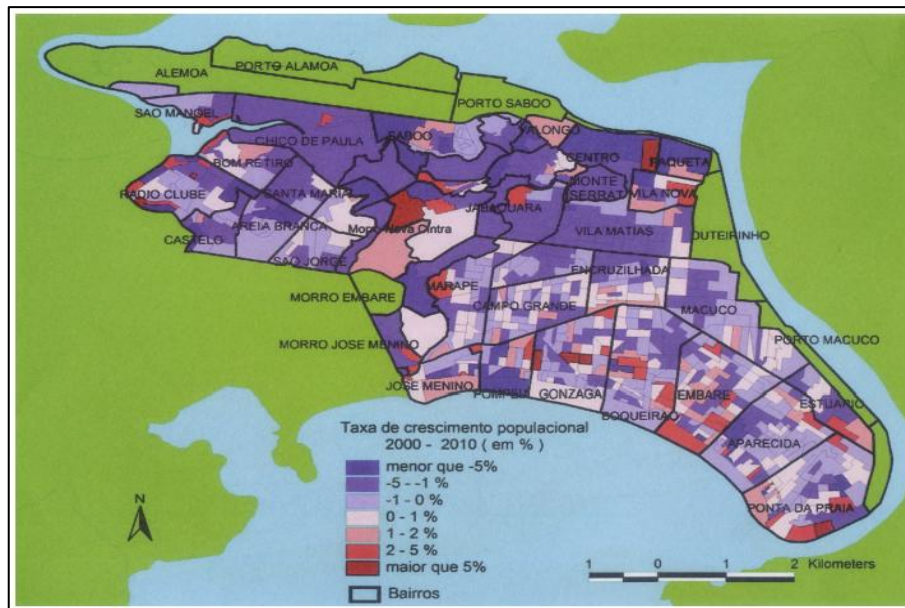 ALEMOA
PORTO ALAMOA
PORTO SABOO
SAO MANOEL
CHICO DE PAULA
SABOO
VALONGO
BOM RETIRO
CENTRO
PAQUETA
RADIO CLUBE
SANTA MARIA
MONTE
SERRAT
VILA NOVA
JABAQUARA
AREIA BRANCA
Morro Nova Cintra
VILA MATIAS
OUTEIRINHO
CASTELO
SAO JORGE
ENCRUZILHADA
MORRO EMBARE
MARAPE
CAMPO GRANDE
MACUCO
PORTO MACUCO
MORRO JOSE MENINO
JOSE MENINO
POMPEIA
GONZAGA
EMBARE
ESTUARIO
BOQUEIRAO
APARECIDA
PONTA DA PRAIA
Taxa de crescimento populacional
2000 - 2010 ( em % )
menor que -5%
-5 - -1 %
-1 - 0 %
0 - 1 %
1 - 2 %
2 - 5 %
maior que 5%
Bairros
N
1 0 1 2 Kilometers